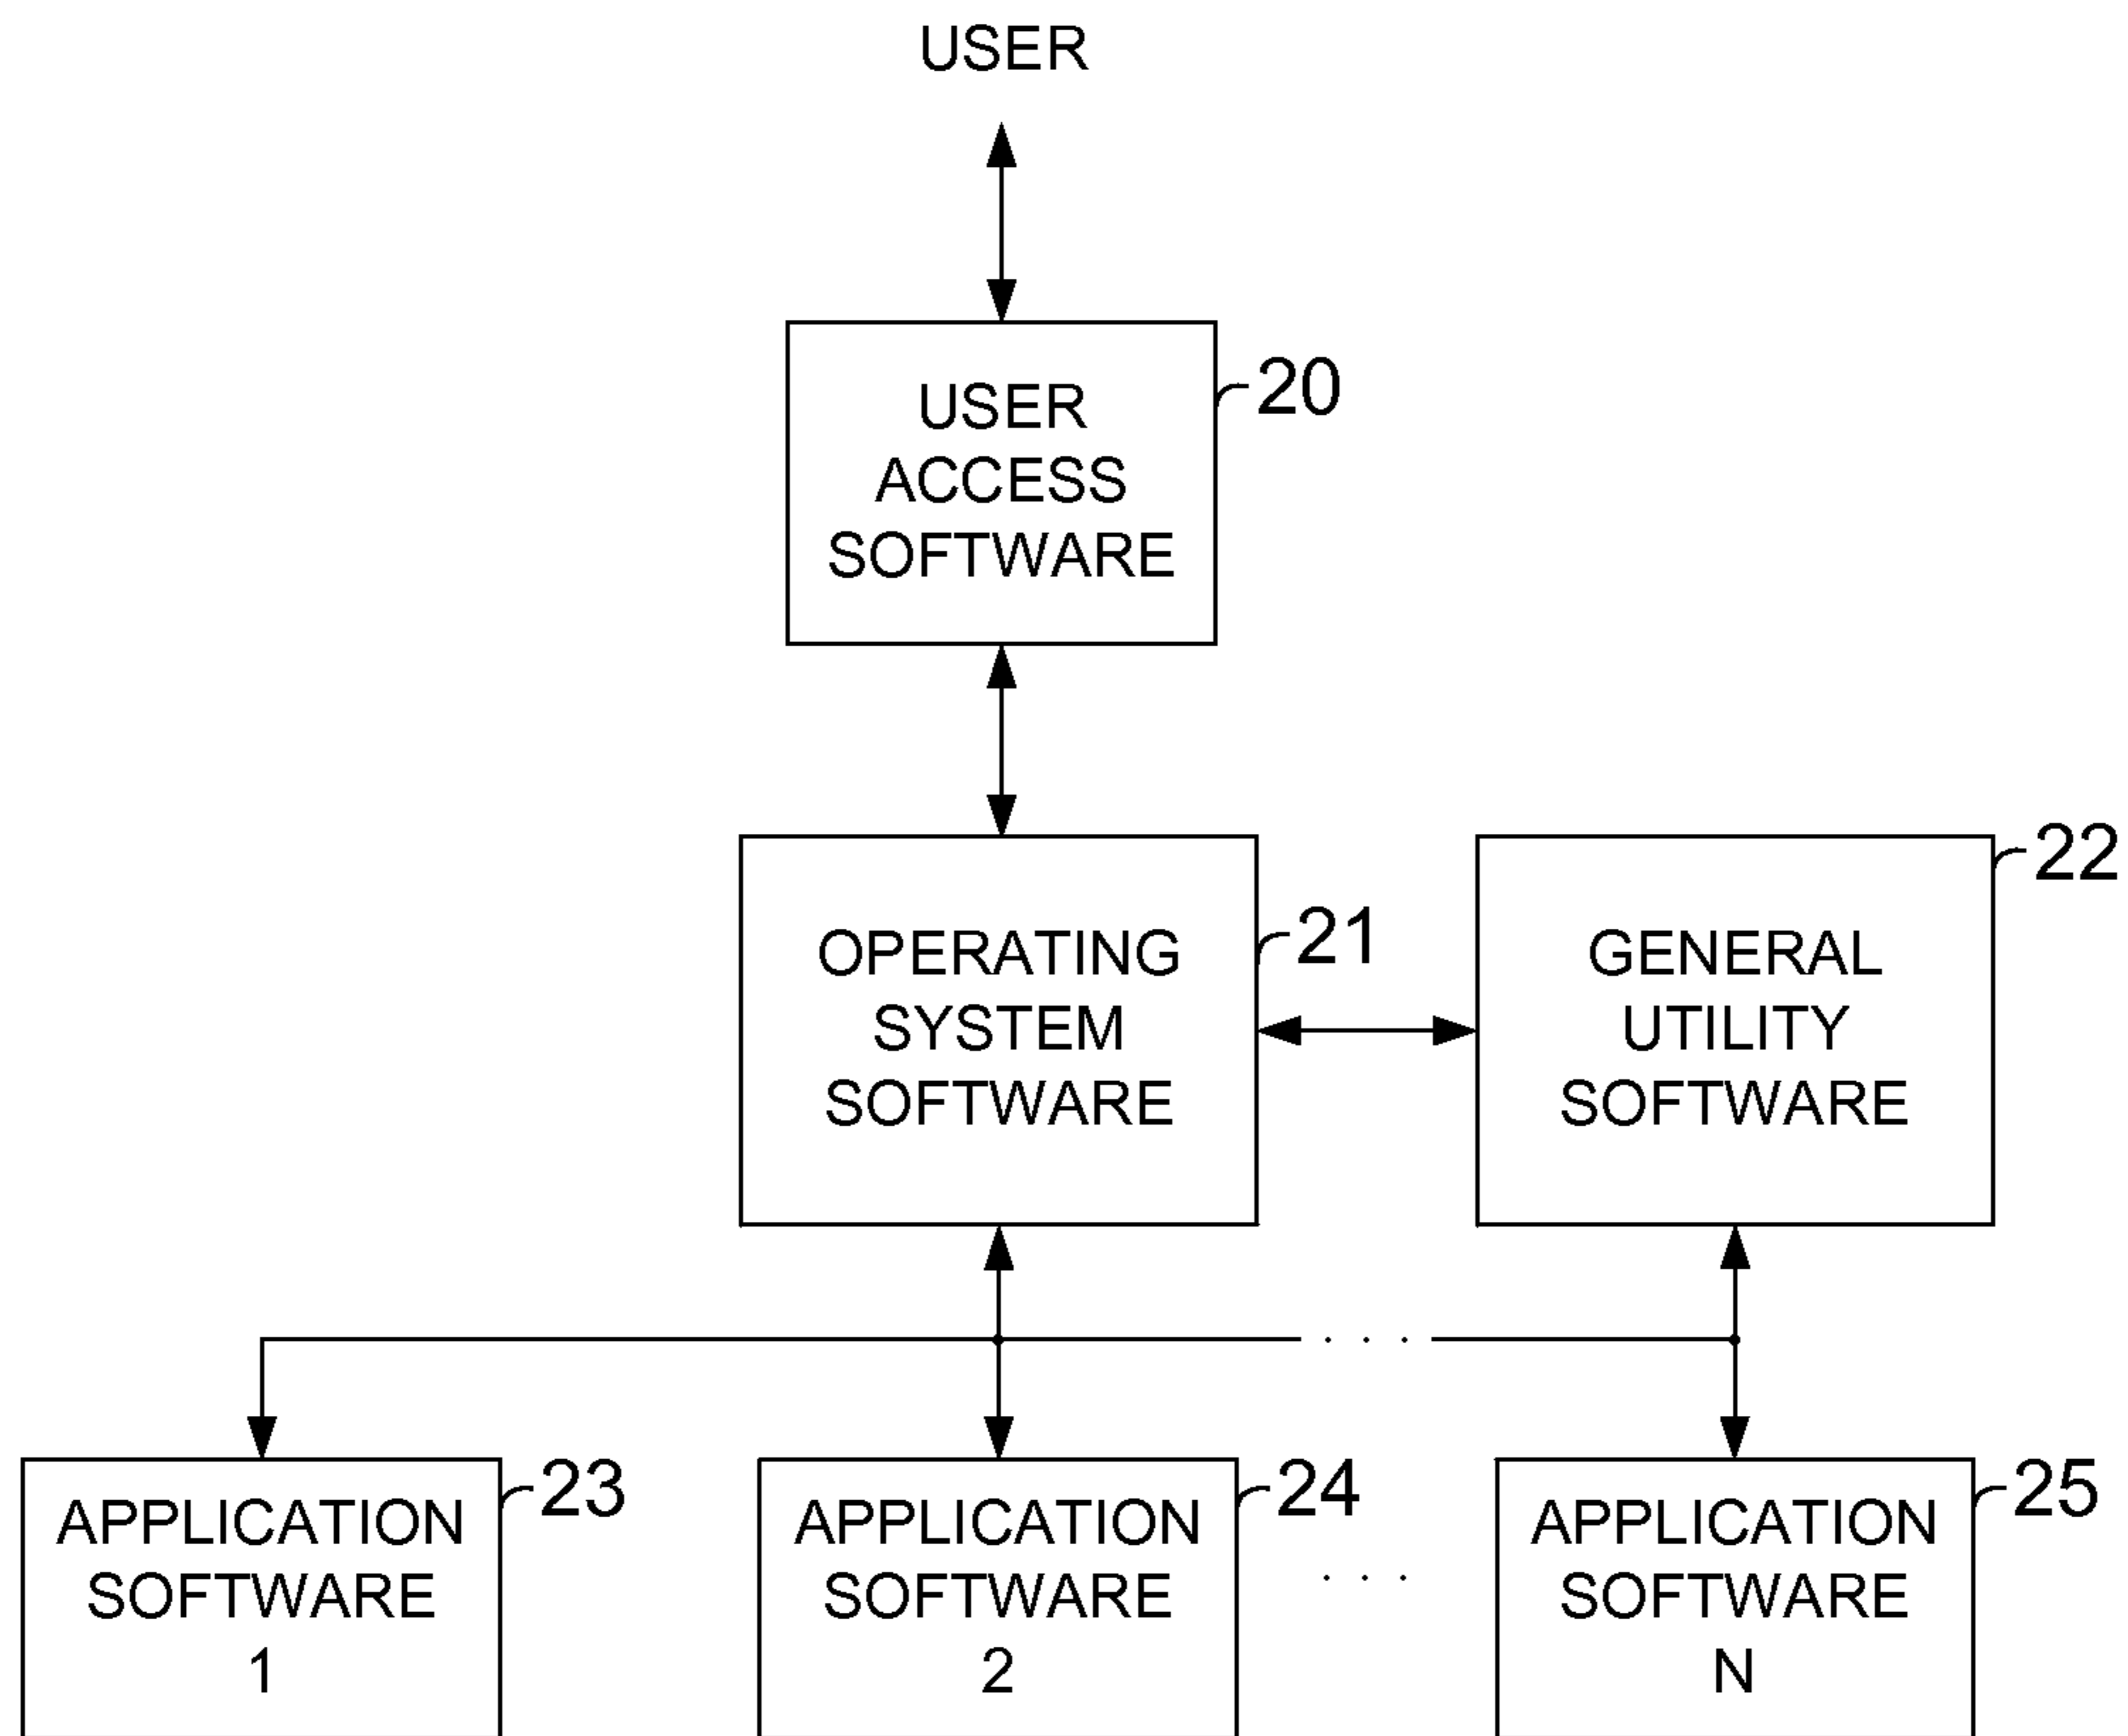 USER
USER
ACCESS
SOFTWARE
20
OPERATING
SYSTEM
SOFTWARE
21
GENERAL
UTILITY
SOFTWARE
22
. . .
APPLICATION
SOFTWARE
1
23
APPLICATION
SOFTWARE
2
24
. . .
APPLICATION
SOFTWARE
N
25